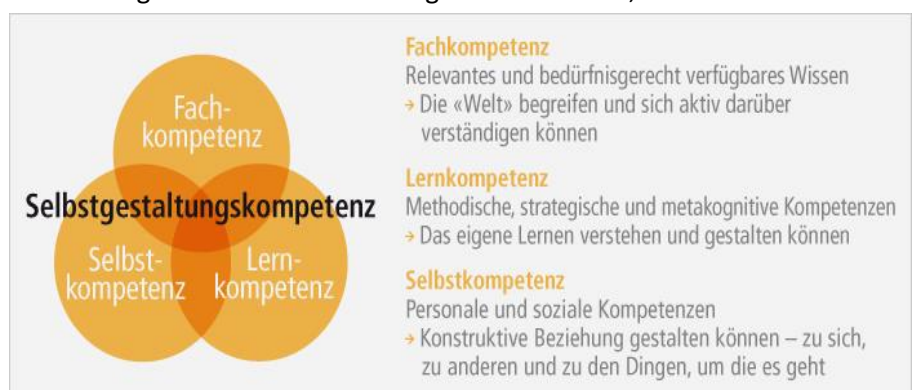 Fach-
kompetenz
Selbstgestaltungskompetenz
Selbst-
kompetenz
Lern-
kompetenz
Fachkompetenz
Relevantes und bedürfnisgerecht verfügbares Wissen
→ Die «Welt» begreifen und sich aktiv darüber
verständigen können
Lernkompetenz
Methodische, strategische und metakognitive Kompetenzen
→ Das eigene Lernen verstehen und gestalten können
Selbstkompetenz
Personale und soziale Kompetenzen
→ Konstruktive Beziehung gestalten können – zu sich,
zu anderen und zu den Dingen, um die es geht